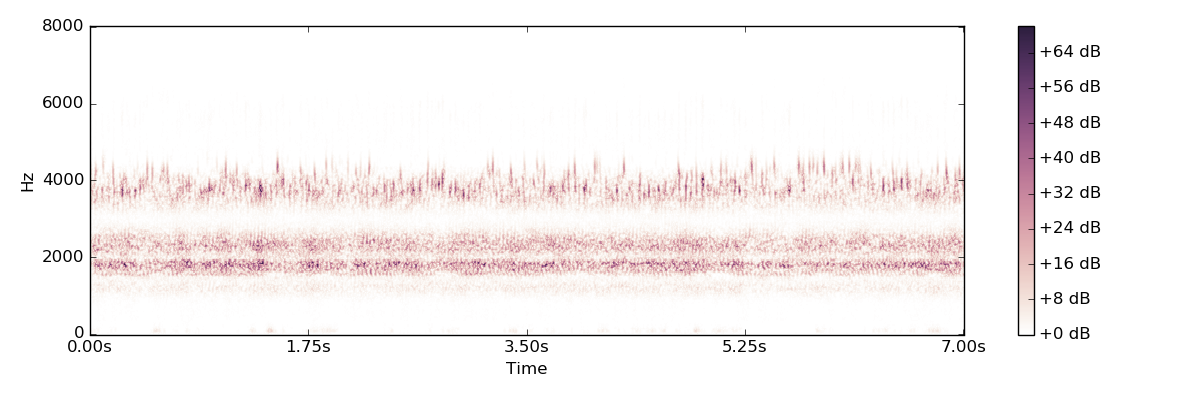 8000
6000
4000
2000
0
Hz
0.00s
1.75s
3.50s
5.25s
7.00s
Time
+64 dB
+56 dB
+48 dB
+40 dB
+32 dB
+24 dB
+16 dB
+8 dB
+0 dB